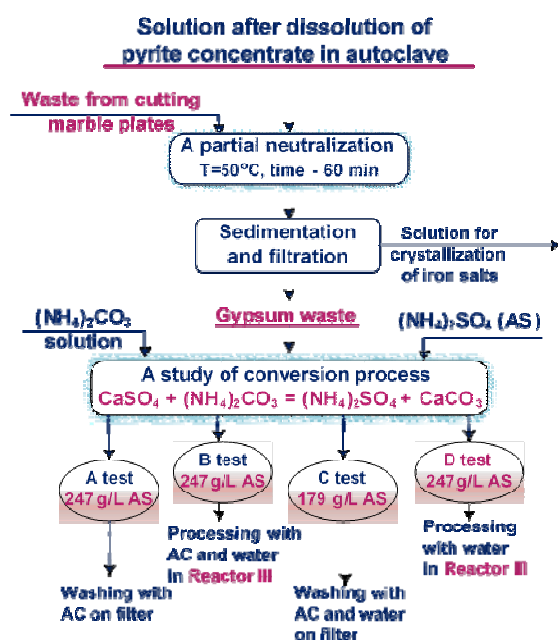 Solution after dissolution of
pyrite concentrate in autoclave
Waste from cutting
marble plates
A partial neutralization
T=50°C, time - 60 min
Sedimentation
and filtration
Solution for
crystallization
of iron salts
(NH₄)₂CO₃
solution
Gypsum waste
(NH₄)₂SO₄ (AS)
A study of conversion process
CaSO₄ + (NH₄)₂CO₃ = (NH₄)₂SO₄ + CaCO₃
A test
247 g/L AS
B test
247 g/L AS
C test
179 g/L AS
D test
247 g/L AS
Washing with
AC on filter
Processing with
AC and water
in Reactor III
Washing with
AC and water
on filter
Processing
with water
in Reactor III